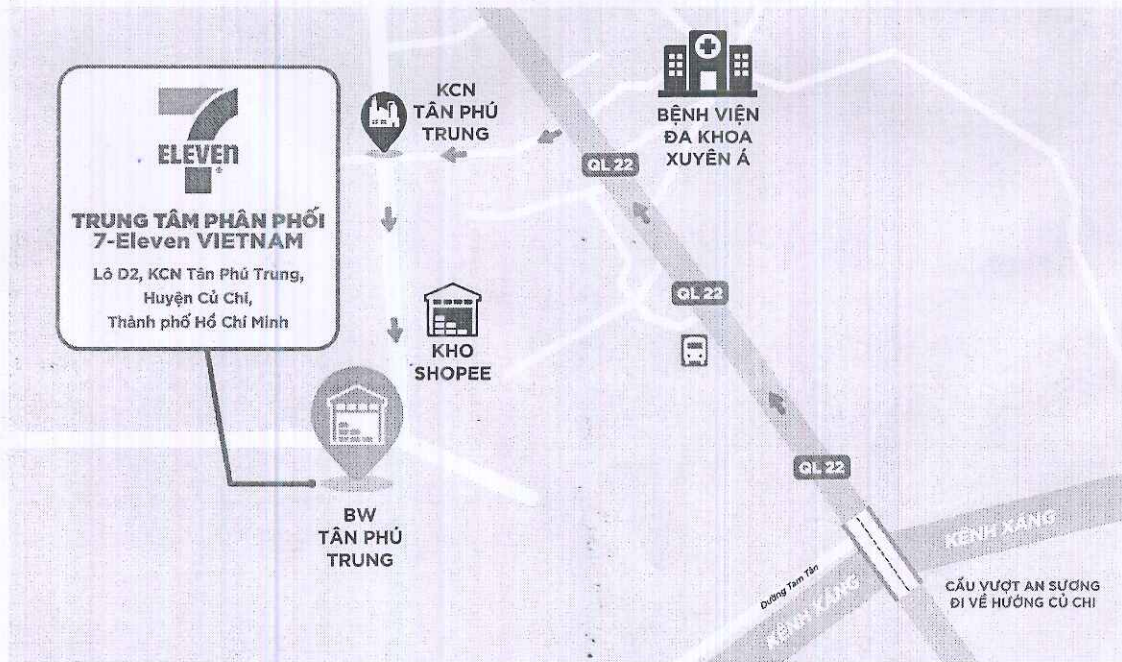 7
ELEVEN
®
TRUNG TÂM PHÂN PHỐI
7-Eleven VIETNAM
Lô D2, KCN Tân Phú Trung,
Huyện Củ Chi,
Thành phố Hồ Chí Minh
KCN
TÂN PHÚ
TRUNG
BỆNH VIỆN
ĐA KHOA
XUYÊN Á
QL 22
QL 22
KHO
SHOPEE
QL 22
BW
TÂN PHÚ
TRUNG
KÊNH XÁNG
Đường Tam Tân
KÊNH XÁNG
CẦU VƯỢT AN SƯƠNG
ĐI VỀ HƯỚNG CỦ CHI